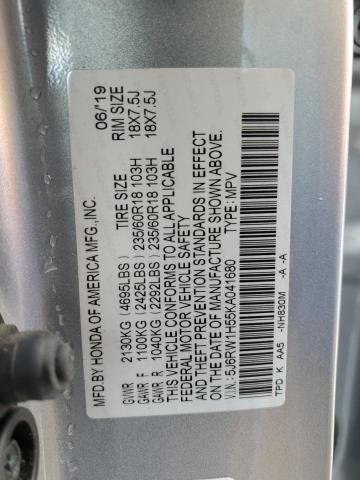 MFD.BY HONDA OF AMERICA MFG.,INC. 06/'19
TIRE SIZE RIM SIZE
GVWR 2130KG (4695LBS)
GAWR F 1100KG (2425LBS) 235/60R18 103H 18X7.5J
GAWR R 1040KG (2292LBS) 235/60R18 103H 18X7.5J
THIS VEHICLE CONFORMS TO ALL APPLICABLE
FEDERAL MOTOR VEHICLE SAFETY
AND THEFT PREVENTION STANDARDS IN EFFECT
ON THE DATE OF MANUFACTURE SHOWN ABOVE.
V.I.N.: 5J6RW1H55KA041680 TYPE: MPV
TPD K AA5 -NH830M -A -A